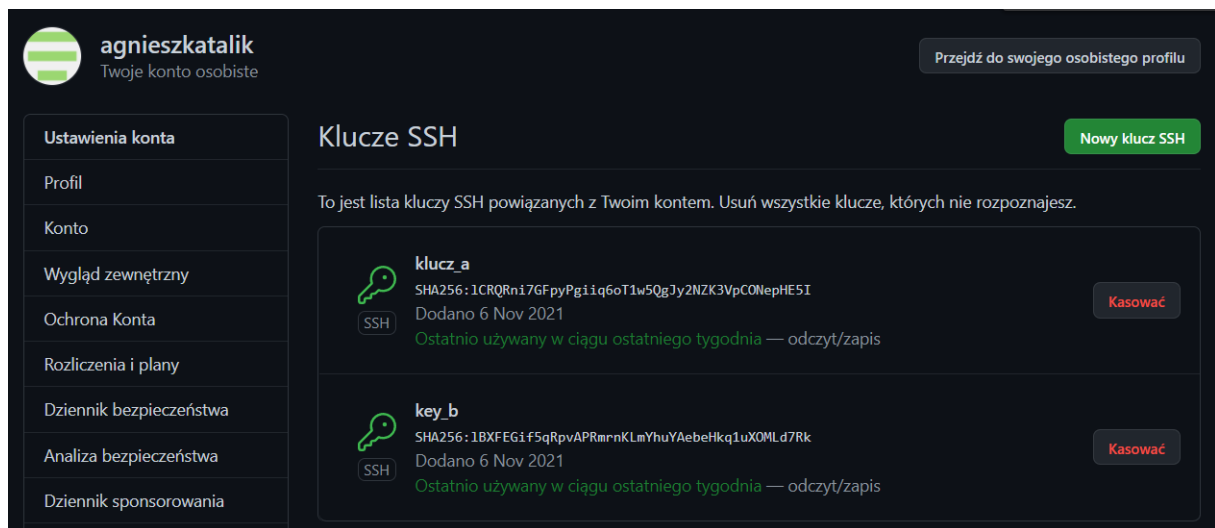 agnieszkatalik
Twoje konto osobiste
Przejdź do swojego osobistego profilu
Ustawienia konta
Profil
Konto
Wygląd zewnętrzny
Ochrona Konta
Rozliczenia i plany
Dziennik bezpieczeństwa
Analiza bezpieczeństwa
Dziennik sponsorowania
Klucze SSH
Nowy klucz SSH
To jest lista kluczy SSH powiązanych z Twoim kontem. Usuń wszystkie klucze, których nie rozpoznajesz.
klucz_a
SHA256:lCRQRni7GFpyPgiiq6oT1w5QgJy2NZK3VpCONepHE5I
Dodano 6 Nov 2021
Ostatnio używany w ciągu ostatniego tygodnia — odczyt/zapis
SSH
Kasować
key_b
SHA256:lBXFEGif5qRpvAPRmrnKLmYhuYAebeHkq1uXOMLd7Rk
Dodano 6 Nov 2021
Ostatnio używany w ciągu ostatniego tygodnia — odczyt/zapis
SSH
Kasować